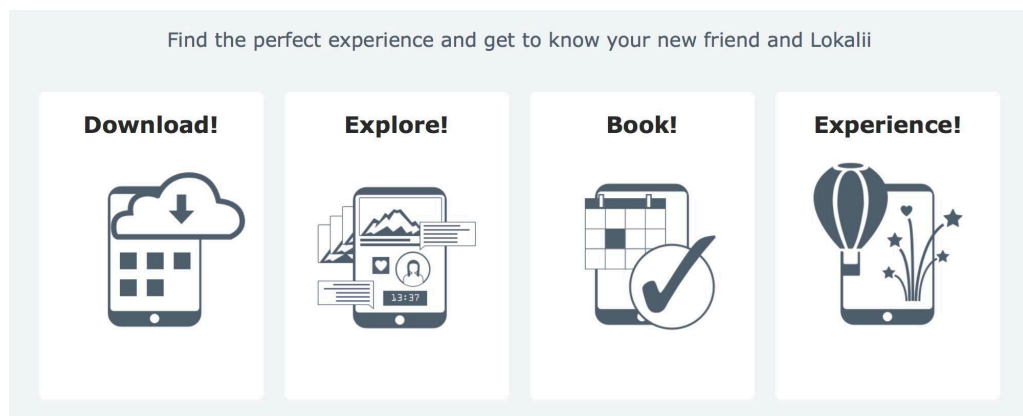 Find the perfect experience and get to know your new friend and Lokalii
Download!
Explore!
Book!
Experience!
13:37